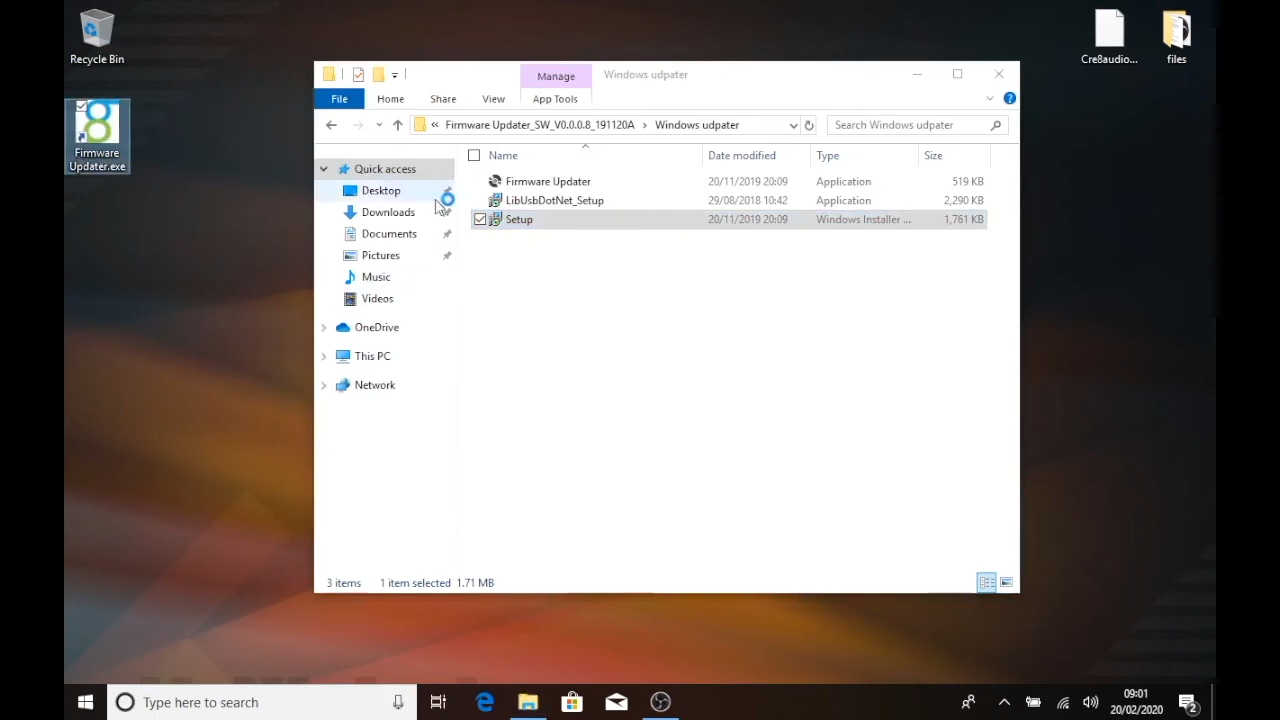 Recycle Bin
Firmware
Updater.exe
Cre8audio...
files
Manage
Windows udpater
File
Home
Share
View
App Tools
« Firmware Updater_SW_V0.0.0.8_191120A > Windows udpater
Search Windows udpater
Name
Date modified
Type
Size
Quick access
Desktop
Downloads
Documents
Pictures
Music
Videos
OneDrive
This PC
Network
Firmware Updater 20/11/2019 20:09 Application 519 KB
LibUsbDotNet_Setup 29/08/2018 10:42 Application 2,290 KB
Setup 20/11/2019 20:09 Windows Installer ... 1,761 KB
3 items 1 item selected 1.71 MB
Type here to search
09:01
20/02/2020
2